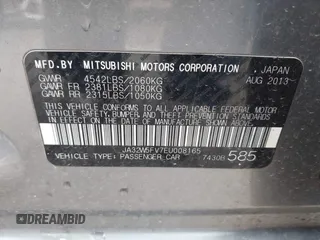 MFD.BY MITSUBISHI MOTORS CORPORATION , JAPAN
GVWR 4542LBS/2060KG AUG 2013
GAWR FR 2381LBS/1080KG
GAWR RR 2315LBS/1050KG
THIS VEHICLE CONFORMS TO ALL APPLICABLE FEDERAL MOTOR VEHICLE
SAFETY, BUMPER, AND THEFT PREVENTION STANDARDS IN EFFECT
ON THE DATE OF MANUFACTURE SHOWN ABOVE.
JA32W5FV7EU008165
VEHICLE TYPE: PASSENGER CAR 7430B 585
© DREAMBID